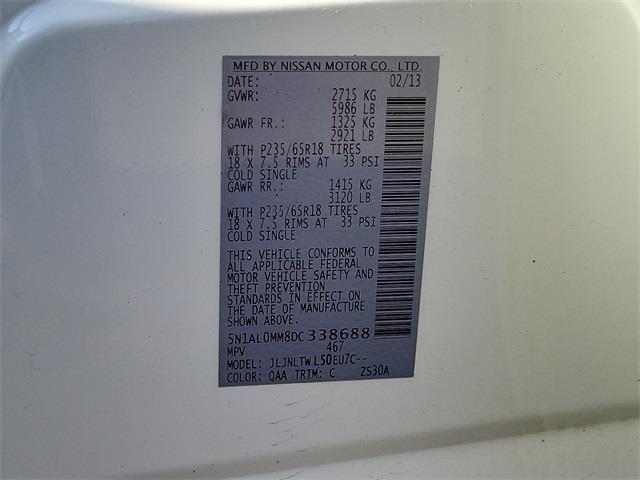 MFD BY NISSAN MOTOR CO., LTD.
DATE: 02/13
GVWR: 2715 KG
5986 LB
GAWR FR.: 1325 KG
2921 LB
WITH P235/65R18 TIRES
18 X 7.5 RIMS AT 33 PSI
COLD SINGLE
GAWR RR.: 1415 KG
3120 LB
WITH P235/65R18 TIRES
18 X 7.5 RIMS AT 33 PSI
COLD SINGLE
THIS VEHICLE CONFORMS TO
ALL APPLICABLE FEDERAL
MOTOR VEHICLE SAFETY AND
THEFT PREVENTION
STANDARDS IN EFFECT ON
THE DATE OF MANUFACTURE
SHOWN ABOVE.
5N1AL0MM8DC338688
MPV 467
MODEL: JLJNLTWL50EU7C--
COLOR: QAA TRIM: C ZS30A